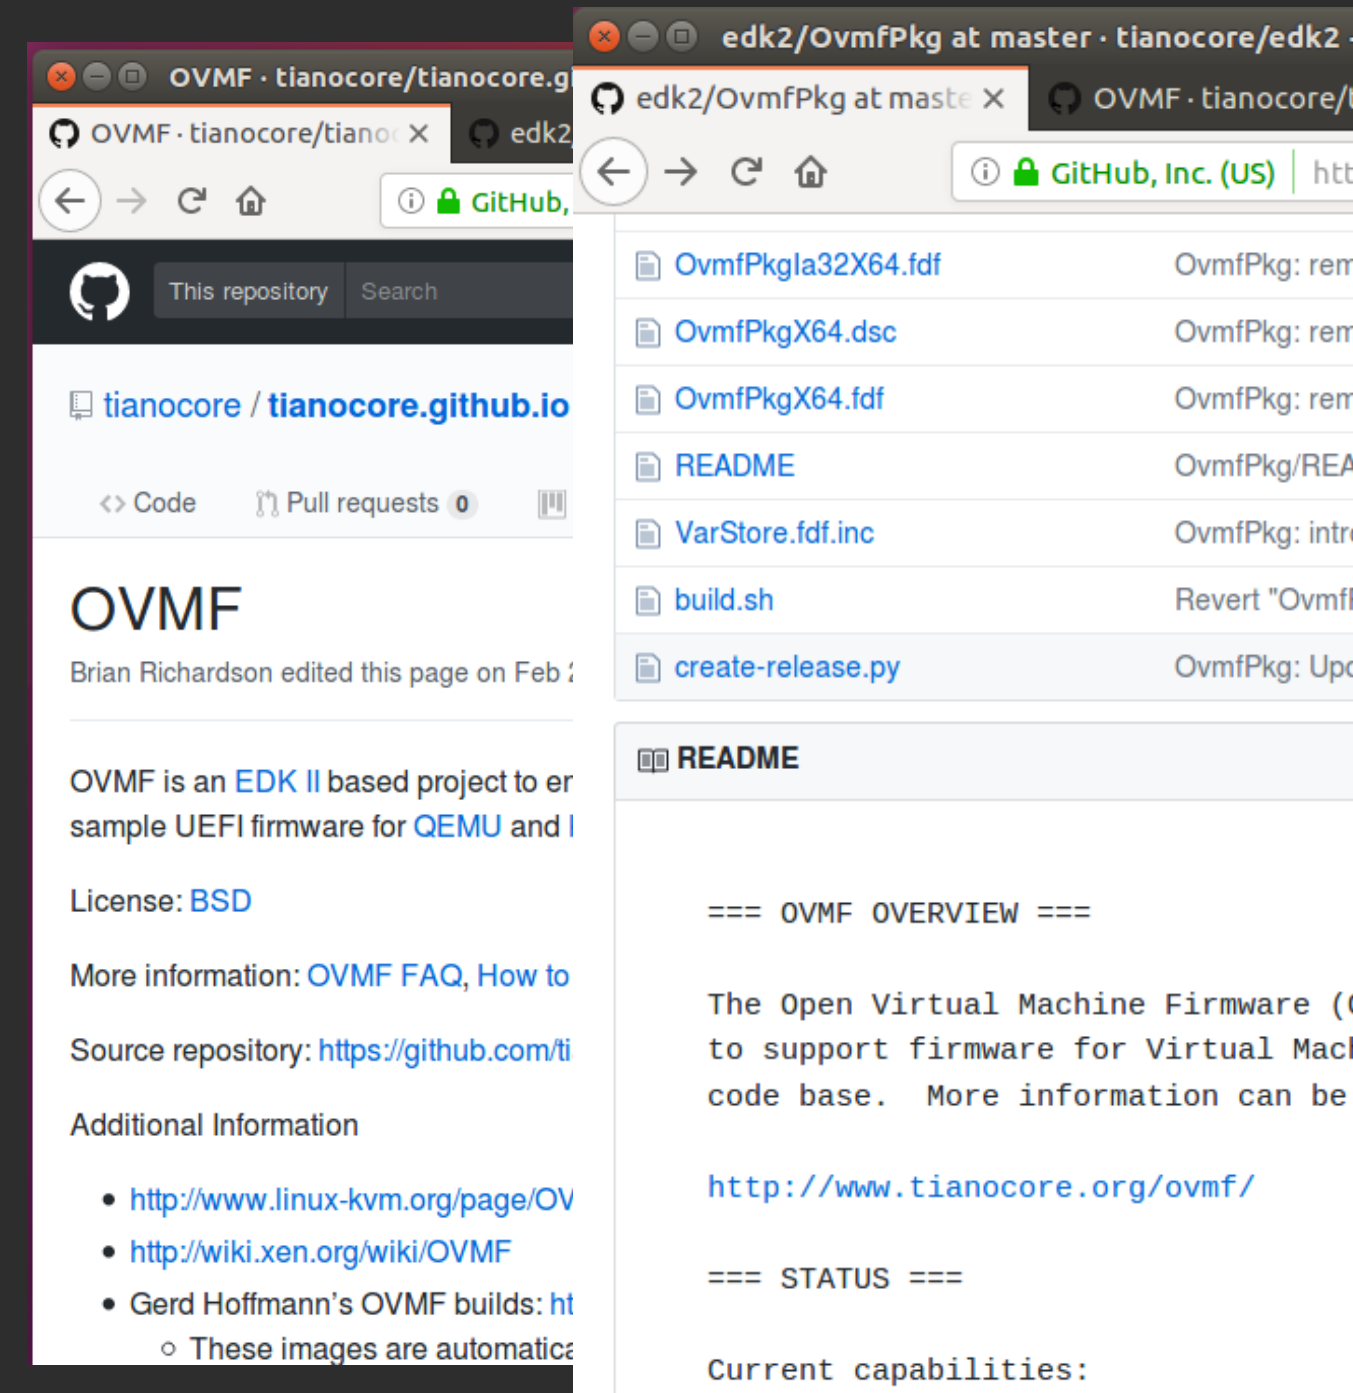 OVMF · tianocore/tianocore.gi
OVMF · tianocore/tiano
edk2
GitHub,
This repository
Search
tianocore / tianocore.github.io
Code
Pull requests 0
OVMF
Brian Richardson edited this page on Feb
OVMF is an EDK II based project to en
sample UEFI firmware for QEMU and
License: BSD
More information: OVMF FAQ, How to
Source repository: https://github.com/ti
Additional Information
http://www.linux-kvm.org/page/OV
http://wiki.xen.org/wiki/OVMF
Gerd Hoffmann's OVMF builds: ht
These images are automatica
edk2/OvmfPkg at master · tianocore/edk2 -
edk2/OvmfPkg at maste
OVMF · tianocore/t
GitHub, Inc. (US)
htt
OvmfPkgIa32X64.fdf OvmfPkg: rem
OvmfPkgX64.dsc OvmfPkg: rem
OvmfPkgX64.fdf OvmfPkg: rem
README OvmfPkg/REA
VarStore.fdf.inc OvmfPkg: intro
build.sh Revert "OvmfP
create-release.py OvmfPkg: Upd
README
=== OVMF OVERVIEW ===
The Open Virtual Machine Firmware (O
to support firmware for Virtual Mach
code base. More information can be
http://www.tianocore.org/ovmf/
=== STATUS ===
Current capabilities: